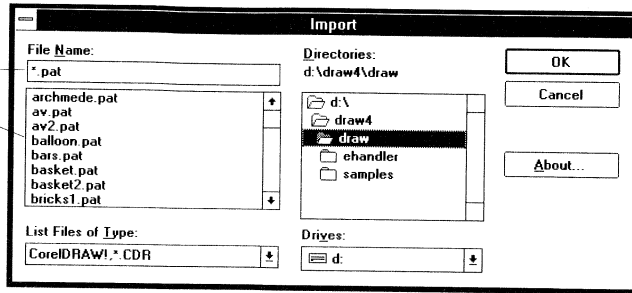 Import
File Name:
*.pat
archmede.pat
av.pat
av2.pat
balloon.pat
bars.pat
basket.pat
basket2.pat
bricks1.pat
List Files of Type:
CorelDRAW!,*.CDR
Directories:
d:\draw4\draw
d:\
draw4
draw
ehandler
samples
Drives:
d:
OK
Cancel
About...